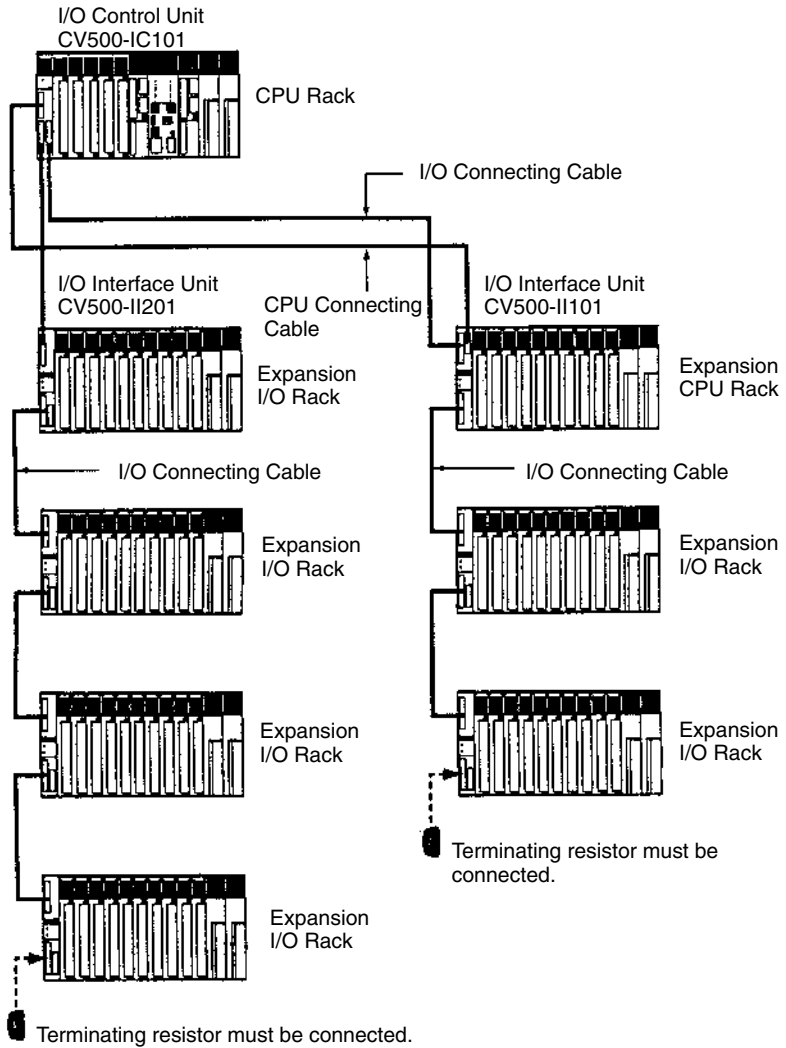 I/O Control Unit
CV500-IC101
CPU Rack
I/O Connecting Cable
I/O Interface Unit
CV500-II201
CPU Connecting
Cable
I/O Interface Unit
CV500-II101
Expansion
I/O Rack
Expansion
CPU Rack
I/O Connecting Cable
I/O Connecting Cable
Expansion
I/O Rack
Expansion
I/O Rack
Expansion
I/O Rack
Expansion
I/O Rack
Terminating resistor must be
connected.
Expansion
I/O Rack
Terminating resistor must be connected.